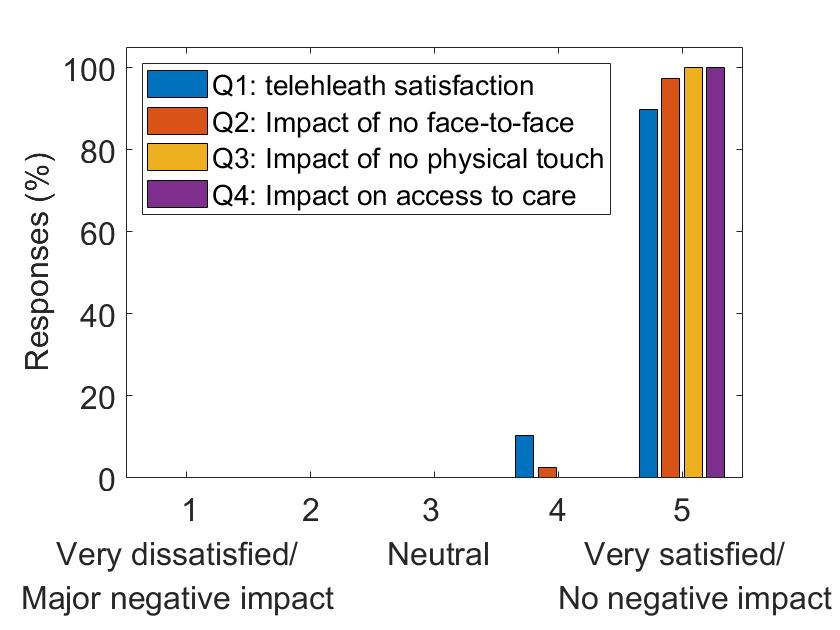 100
80
60
40
20
0
Responses (%)
Q1: telehleath satisfaction
Q2: Impact of no face-to-face
Q3: Impact of no physical touch
Q4: Impact on access to care
1 2 3 4 5
Very dissatisfied/ Neutral Very satisfied/
Major negative impact No negative impact